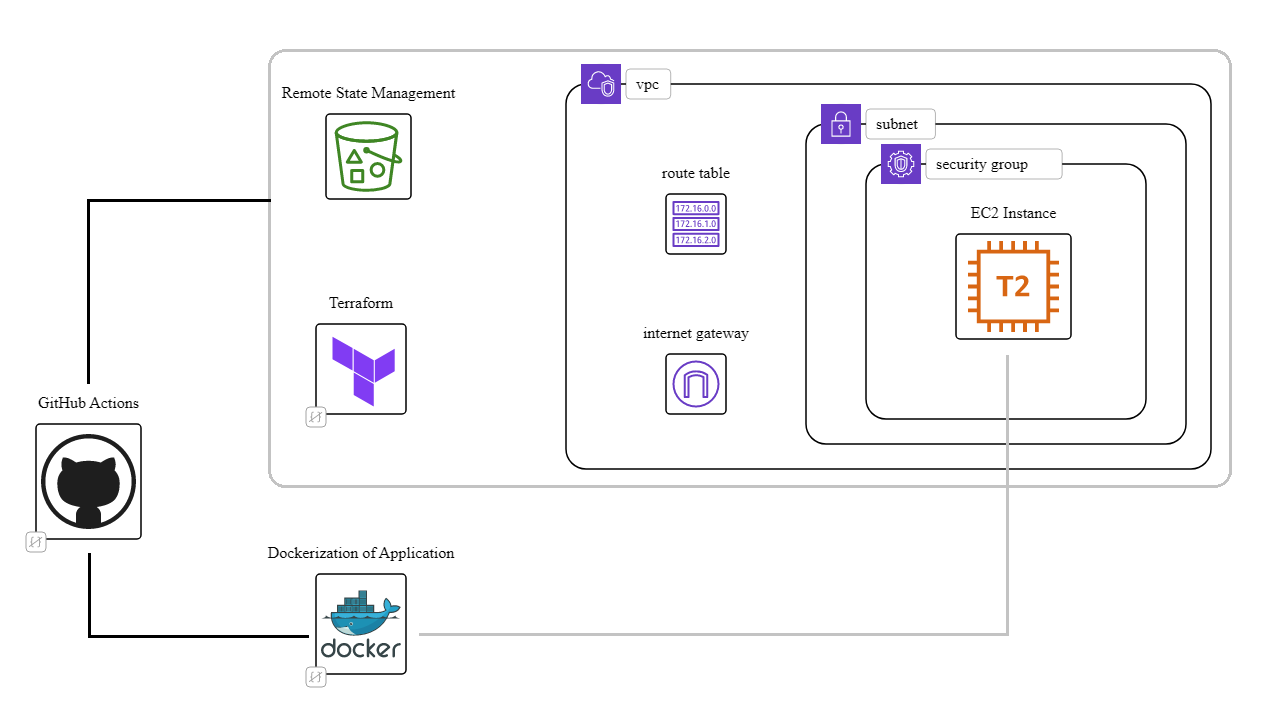 Remote State Management
vpc
subnet
security group
route table
172.16.0.0
172.16.1.0
172.16.2.0
EC2 Instance
T2
Terraform
internet gateway
GitHub Actions
Dockerization of Application
docker